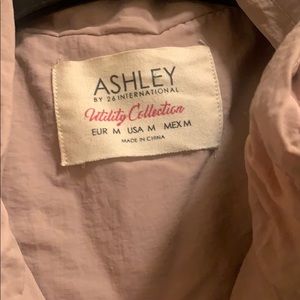 ASHLEY
BY 26 INTERNATIONAL
Utility Collection
EUR M USA M MEX M
MADE IN CHINA